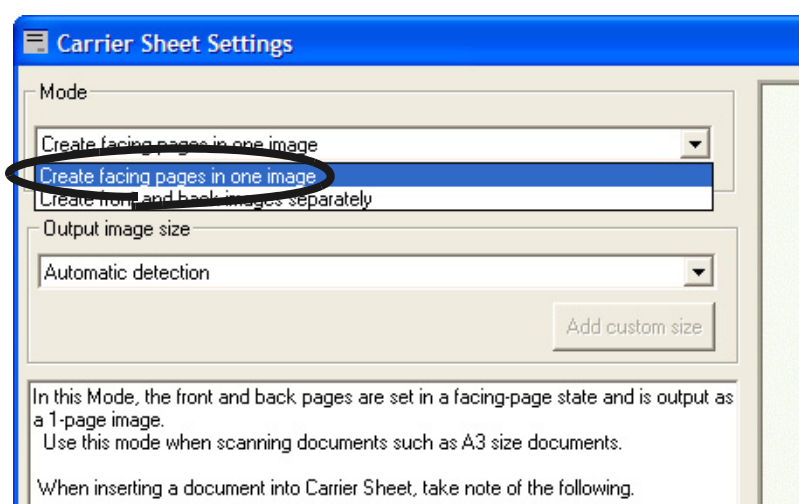 Carrier Sheet Settings
Mode
Create facing pages in one image
Create facing pages in one image
Create front and back images separately
Output image size
Automatic detection
Add custom size
In this Mode, the front and back pages are set in a facing-page state and is output as
a 1-page image.
Use this mode when scanning documents such as A3 size documents.
When inserting a document into Carrier Sheet, take note of the following.